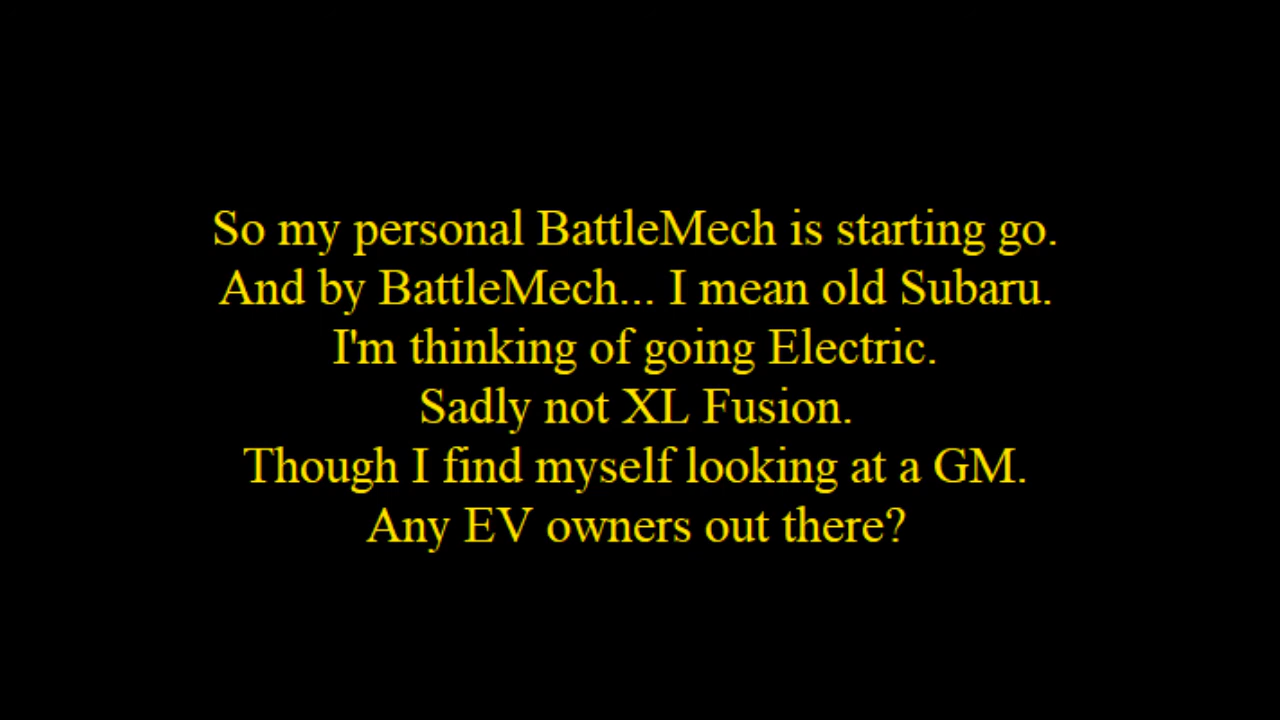 So my personal BattleMech is starting go.
And by BattleMech... I mean old Subaru.
I'm thinking of going Electric.
Sadly not XL Fusion.
Though I find myself looking at a GM.
Any EV owners out there?